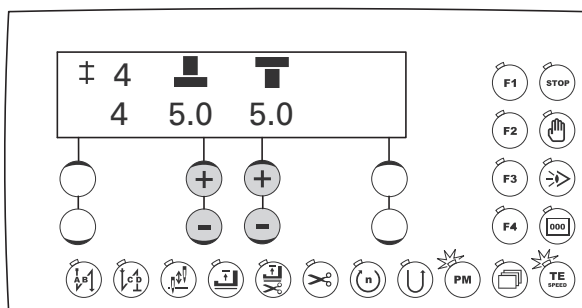 ‡ 4
4 5.0 5.0
F1 STOP
F2
+ + F3
- - F4 000
A B C D n PM TE
SPEED